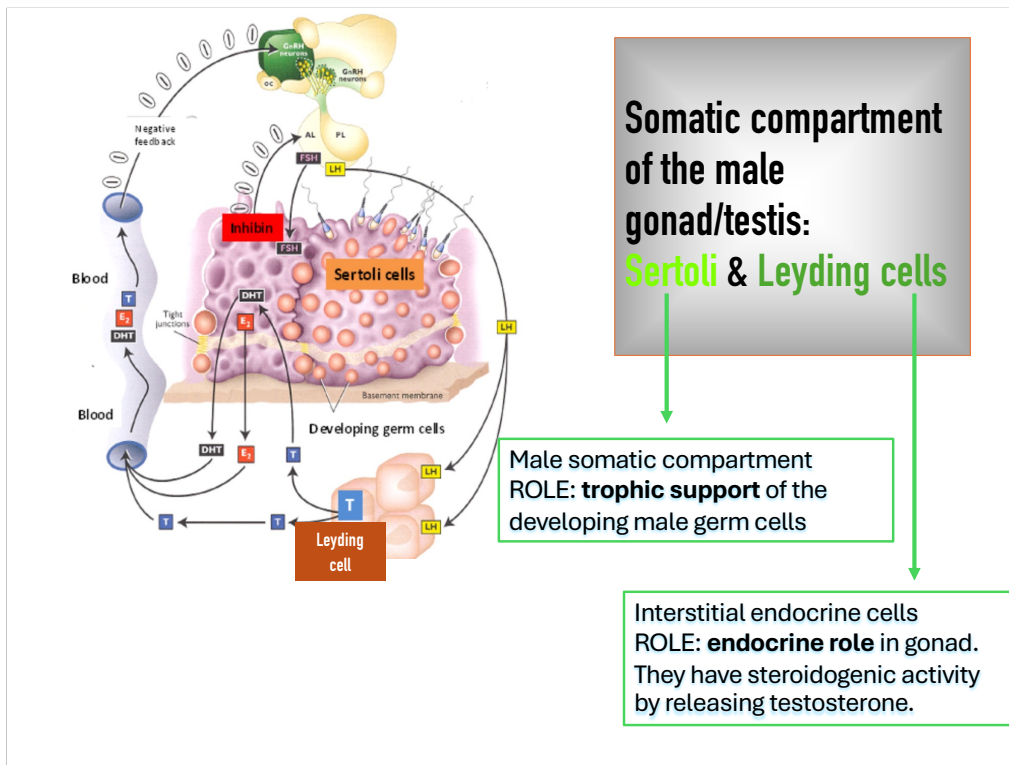 GnRH
neurons
GnRH
neurons
OC
Negative
feedback
AL
PL
FSH
LH
Inhibin
FSH
Sertoli cells
Blood
DHT
T
E2
E2
Tight
junctions
DHT
LH
Basement membrane
Blood
Developing germ cells
DHT
E2
T
LH
T
T
T
LH
Leyding
cell
Somatic compartment
of the male
gonad/testis:
Sertoli & Leyding cells
Male somatic compartment
ROLE: trophic support of the
developing male germ cells
Interstitial endocrine cells
ROLE: endocrine role in gonad.
They have steroidogenic activity
by releasing testosterone.